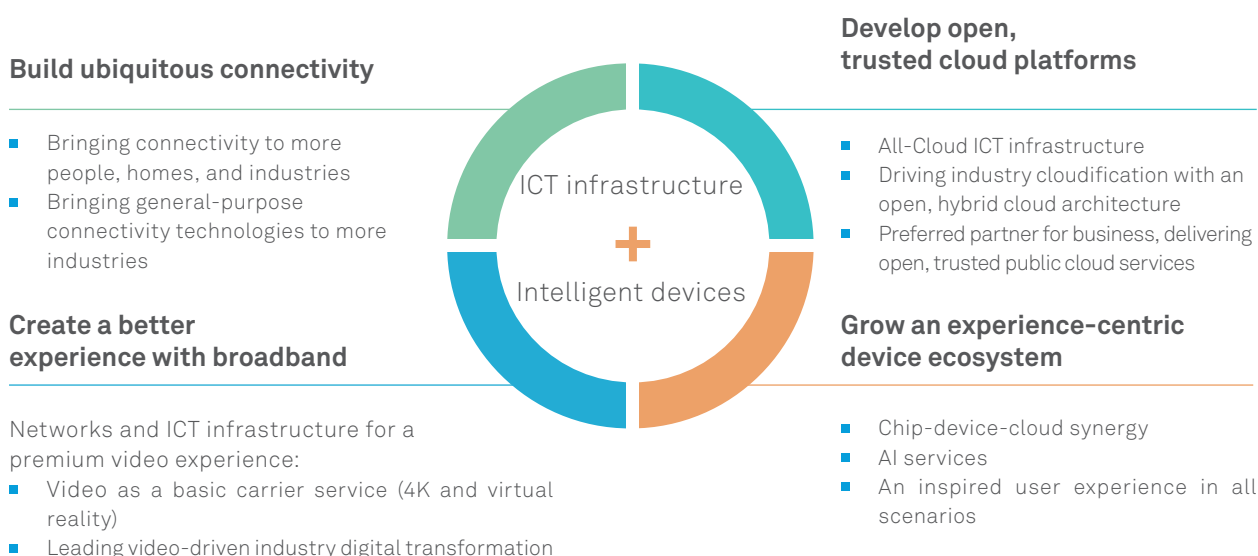 Build ubiquitous connectivity
■ Bringing connectivity to more
people, homes, and industries
■ Bringing general-purpose
connectivity technologies to more
industries
Develop open,
trusted cloud platforms
■ All-Cloud ICT infrastructure
■ Driving industry cloudification with an
open, hybrid cloud architecture
■ Preferred partner for business, delivering
open, trusted public cloud services
ICT infrastructure
+
Intelligent devices
Create a better
experience with broadband
Networks and ICT infrastructure for a
premium video experience:
■ Video as a basic carrier service (4K and virtual
reality)
■ Leading video-driven industry digital transformation
Grow an experience-centric
device ecosystem
■ Chip-device-cloud synergy
■ AI services
■ An inspired user experience in all
scenarios